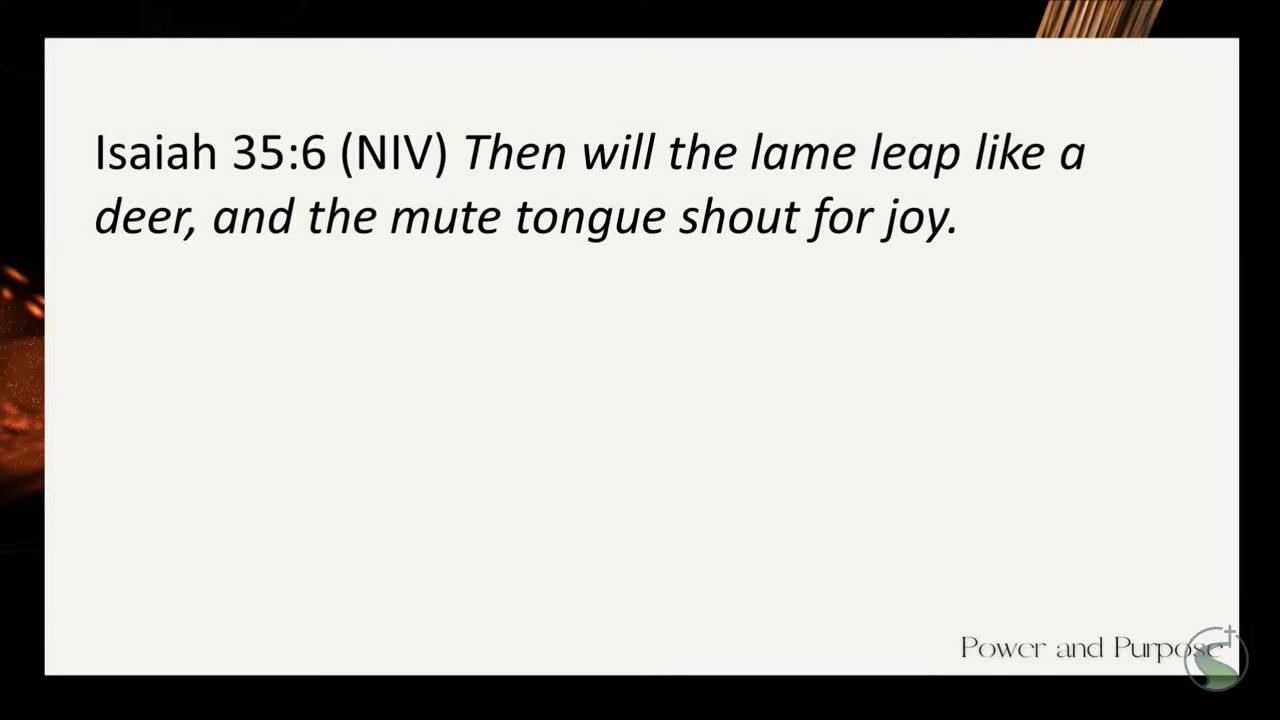 Isaiah 35:6 (NIV) Then will the lame leap like a
deer, and the mute tongue shout for joy.
Power and Purpose